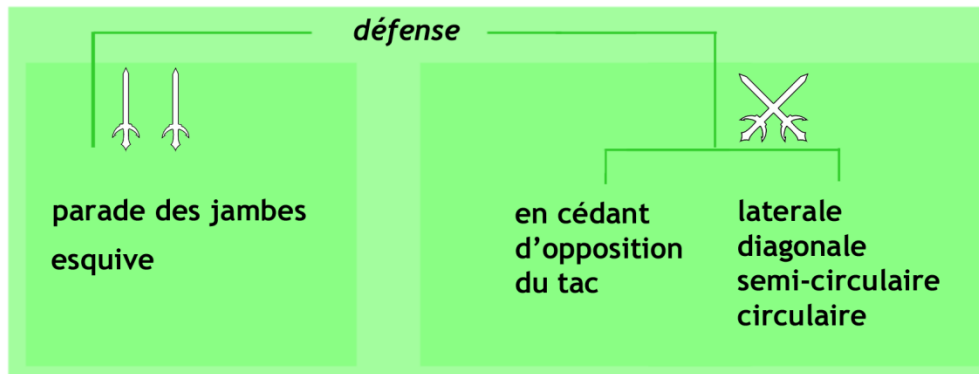 défense
parade des jambes
esquive
en cédant
d’opposition
du tac
laterale
diagonale
semi-circulaire
circulaire